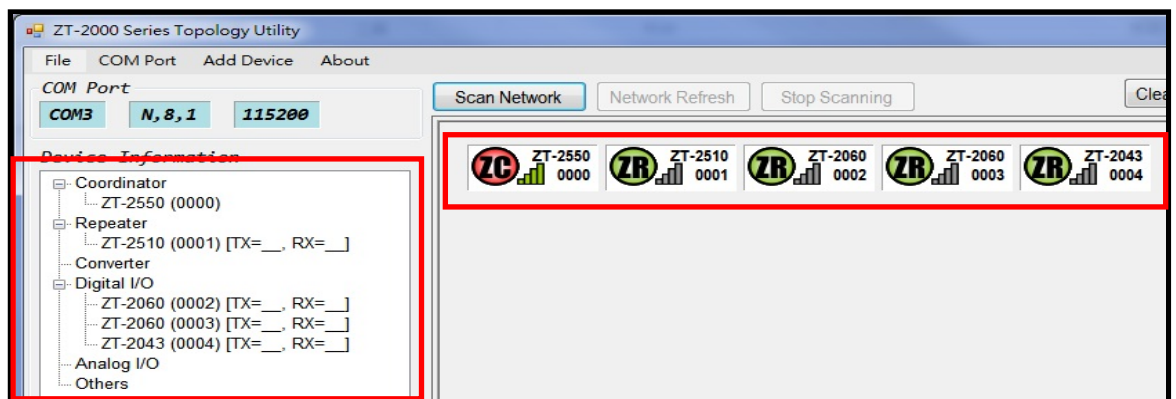 ZT-2000 Series Topology Utility
File COM Port Add Device About
COM Port
COM3 N,8,1 115200
Device Information
Coordinator
ZT-2550 (0000)
Repeater
ZT-2510 (0001) [TX=__, RX=__]
Converter
Digital I/O
ZT-2060 (0002) [TX=__, RX=__]
ZT-2060 (0003) [TX=__, RX=__]
ZT-2043 (0004) [TX=__, RX=__]
Analog I/O
Others
Scan Network Network Refresh Stop Scanning Clea
ZC ZT-2550 0000
ZR ZT-2510 0001
ZR ZT-2060 0002
ZR ZT-2060 0003
ZR ZT-2043 0004